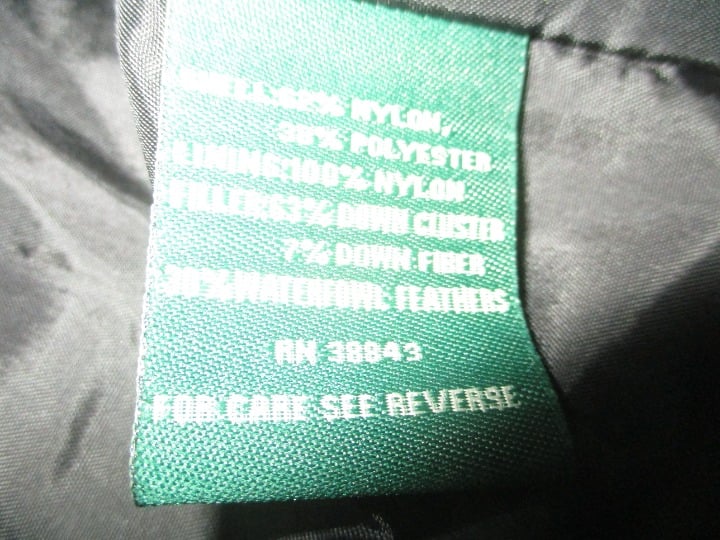 SHELL:62% NYLON,
38% POLYESTER
LINING:100% NYLON
FILLER:63% DOWN CLUSTER
7% DOWN FIBER
30% WATERFOWL FEATHERS
RN 38843
FOR CARE SEE REVERSE